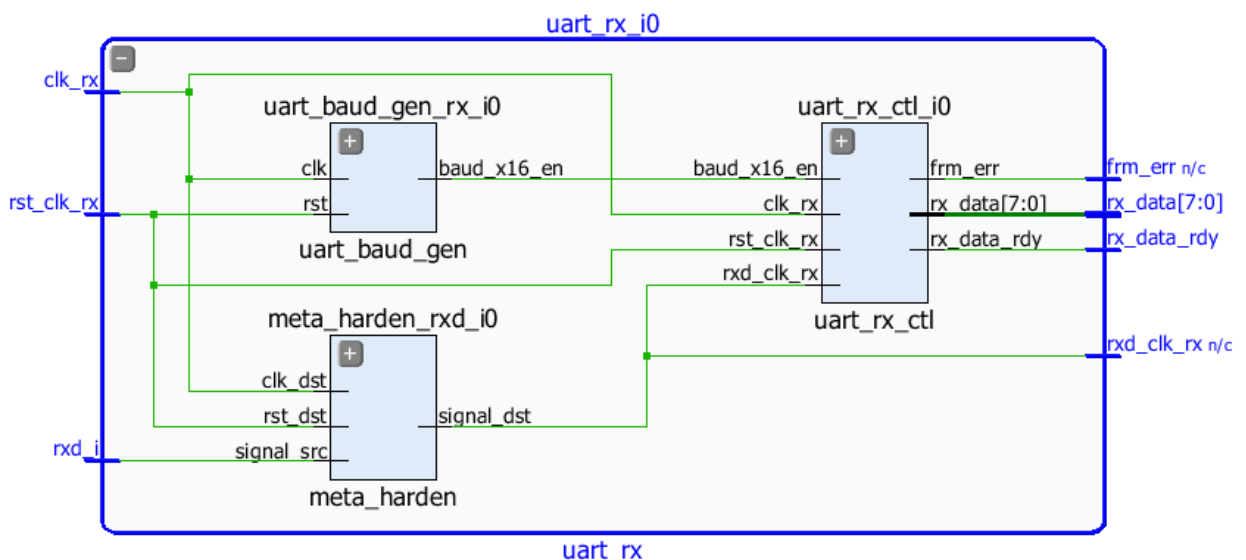 uart_rx_i0
clk_rx
uart_baud_gen_rx_i0
uart_rx_ctl_i0
clk
baud_x16_en
baud_x16_en
frm_err
frm_err n/c
rst_clk_rx
rst
clk_rx
rx_data[7:0]
rx_data[7:0]
uart_baud_gen
rst_clk_rx
rx_data_rdy
rx_data_rdy
rxd_clk_rx
meta_harden_rxd_i0
uart_rx_ctl
rxd_clk_rx n/c
clk_dst
rst_dst
signal_dst
rxd_i
signal_src
meta_harden
uart_rx